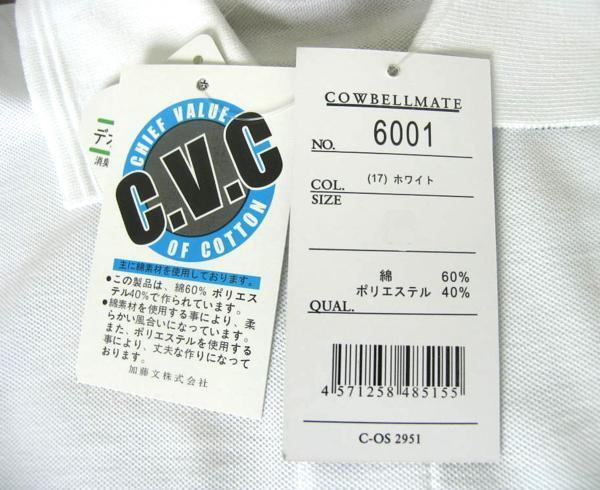 デオ
消臭
CHIEF VALUE
C.V.C
OF COTTON
主に綿素材を使用しております。
●この製品は、綿60% ポリエス
テル40%で作られています。
●綿素材を使用する事により、柔
らかい風合いになっています。
また、ポリエステルを使用する
事により、丈夫な作りになって
おります。
加藤文株式会社
COWBELLMATE
NO. 6001
COL. (17) ホワイト
SIZE
綿 60%
ポリエステル 40%
QUAL.
4 571258 485155
C-OS 2951